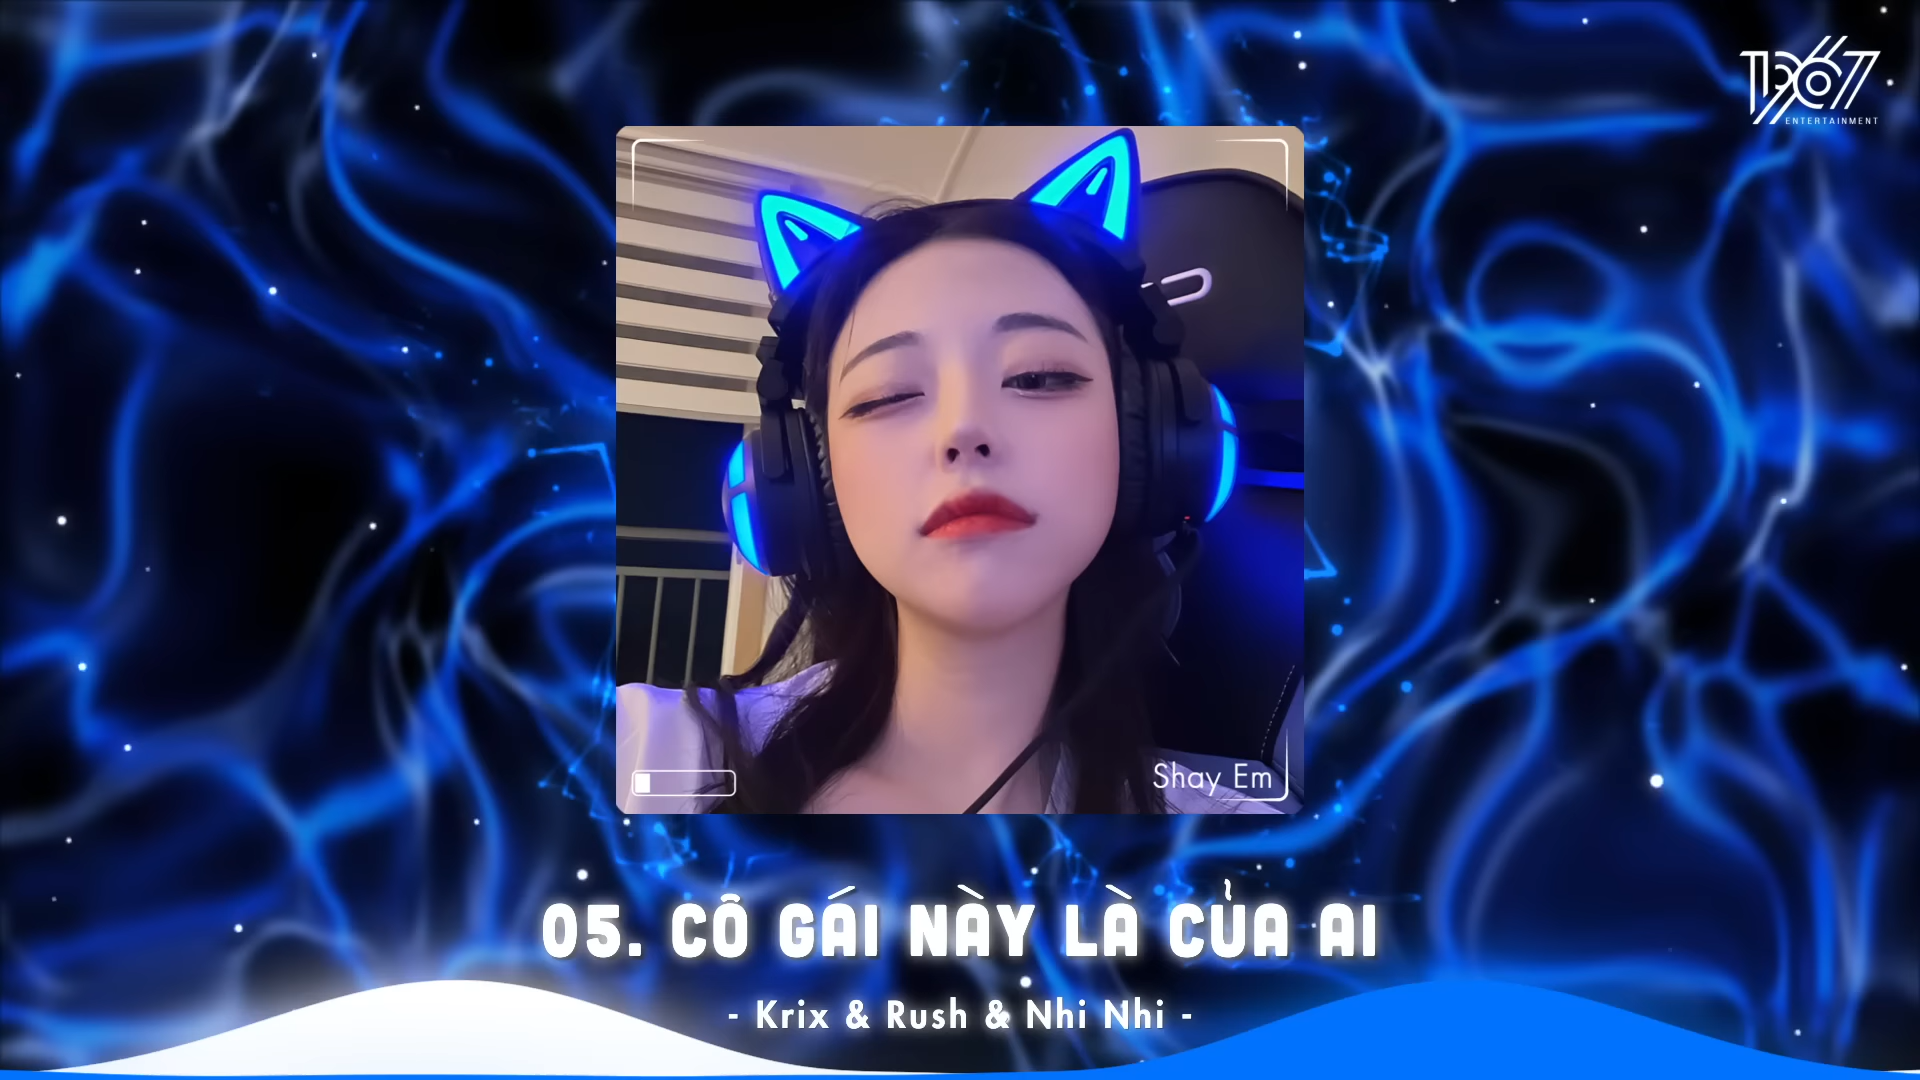 1967
ENTERTAINMENT
Shay Em
05. CÔ GÁI NÀY LÀ CỦA AI
- Krix & Rush & Nhi Nhi -